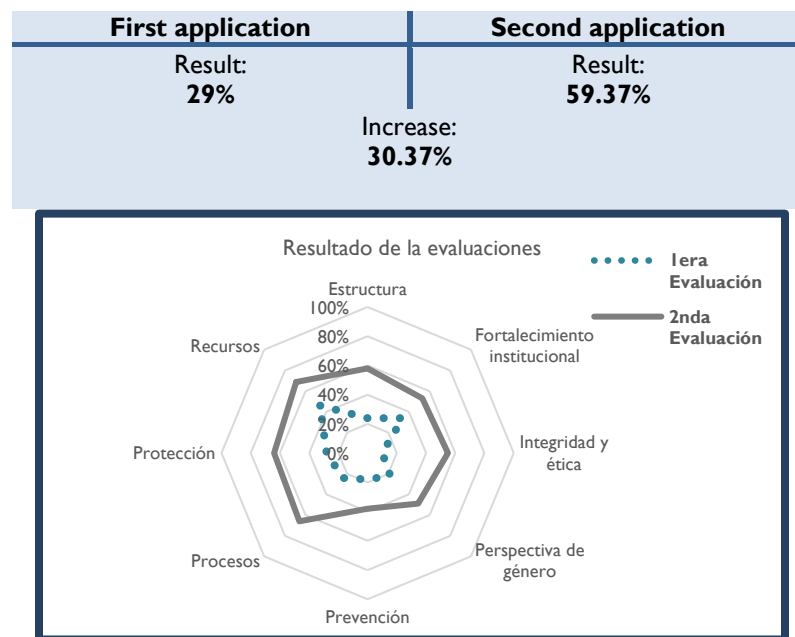 First application
Second application
Result:
29%
Result:
59.37%
Increase:
30.37%
Resultado de la evaluaciones
1era
Evaluación
2nda
Evaluación
Estructura
Fortalecimiento
institucional
Integridad y
ética
Perspectiva de
género
Prevención
Procesos
Protección
Recursos
100%
80%
60%
40%
20%
0%